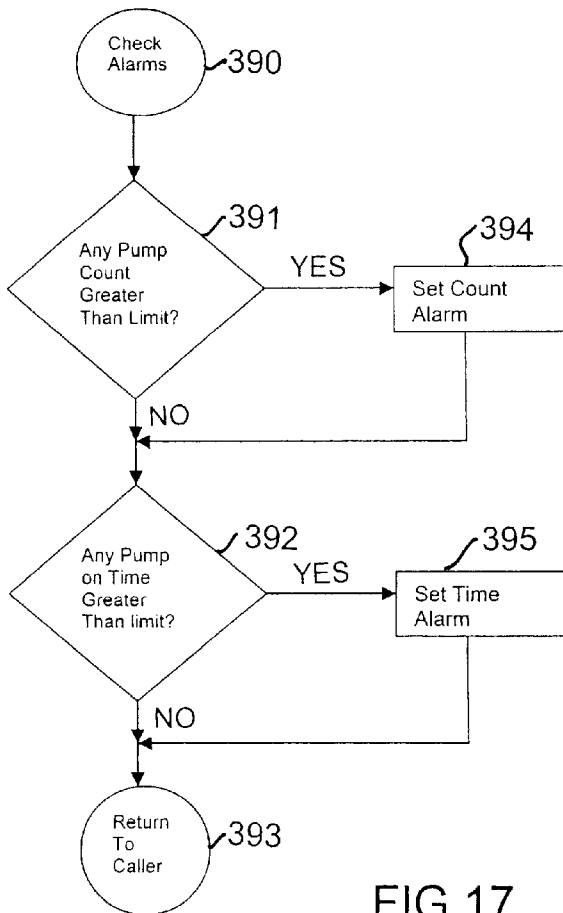 Check
Alarms
390
391
Any Pump
Count
Greater
Than Limit?
YES
394
Set Count
Alarm
NO
392
Any Pump
on Time
Greater
Than limit?
YES
395
Set Time
Alarm
NO
Return
To
Caller
393
FIG 17